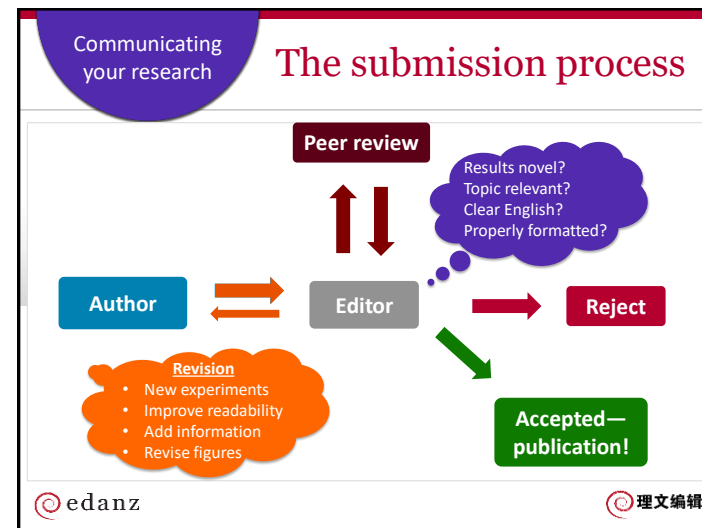 Communicating
your research
The submission process
Peer review
Results novel?
Topic relevant?
Clear English?
Properly formatted?
Author
Editor
Reject
Revision
• New experiments
• Improve readability
• Add information
• Revise figures
Accepted—
publication!
edanz
理文编辑